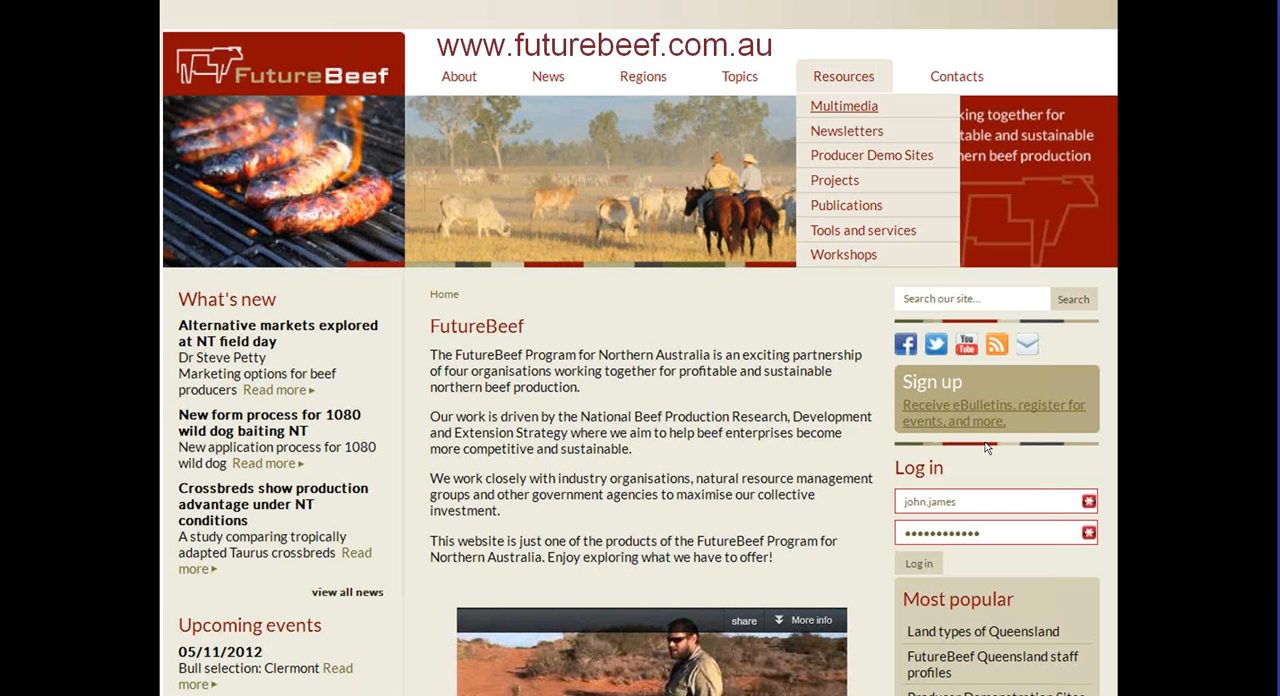 www.futurebeef.com.au
FutureBeef
About
News
Regions
Topics
Resources
Contacts
Multimedia
Newsletters
Producer Demo Sites
Projects
Publications
Tools and services
Workshops
king together for
table and sustainable
hern beef production
What's new
Alternative markets explored
at NT field day
Dr Steve Petty
Marketing options for beef
producers Read more
New form process for 1080
wild dog baiting NT
New application process for 1080
wild dog Read more
Crossbreds show production
advantage under NT
conditions
A study comparing tropically
adapted Taurus crossbreds Read
more
view all news
Upcoming events
05/11/2012
Bull selection: Clermont Read
more
Home
FutureBeef
The FutureBeef Program for Northern Australia is an exciting partnership
of four organisations working together for profitable and sustainable
northern beef production.
Our work is driven by the National Beef Production Research, Development
and Extension Strategy where we aim to help beef enterprises become
more competitive and sustainable.
We work closely with industry organisations, natural resource management
groups and other government agencies to maximise our collective
investment.
This website is just one of the products of the FutureBeef Program for
Northern Australia. Enjoy exploring what we have to offer!
share
More info
Search our site...
Search
You
Tube
Sign up
Receive eBulletins, register for
events, and more.
Log in
john.james
Log in
Most popular
Land types of Queensland
FutureBeef Queensland staff
profiles
Producer Demonstration Sites